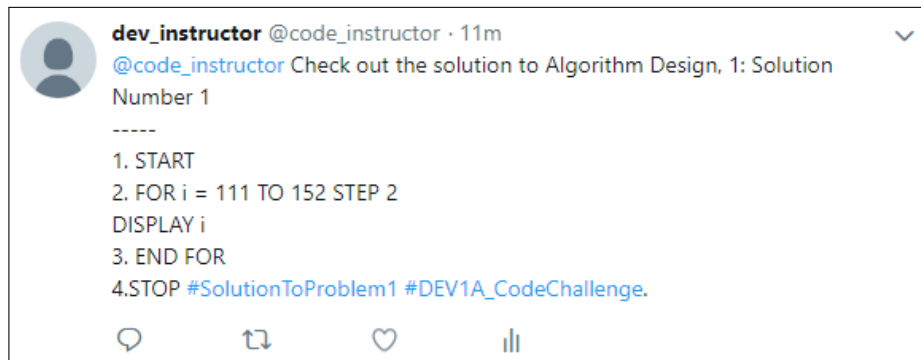 dev_instructor @code_instructor · 11m
@code_instructor Check out the solution to Algorithm Design, 1: Solution
Number 1
-----
1. START
2. FOR i = 111 TO 152 STEP 2
DISPLAY i
3. END FOR
4.STOP #SolutionToProblem1 #DEV1A_CodeChallenge.